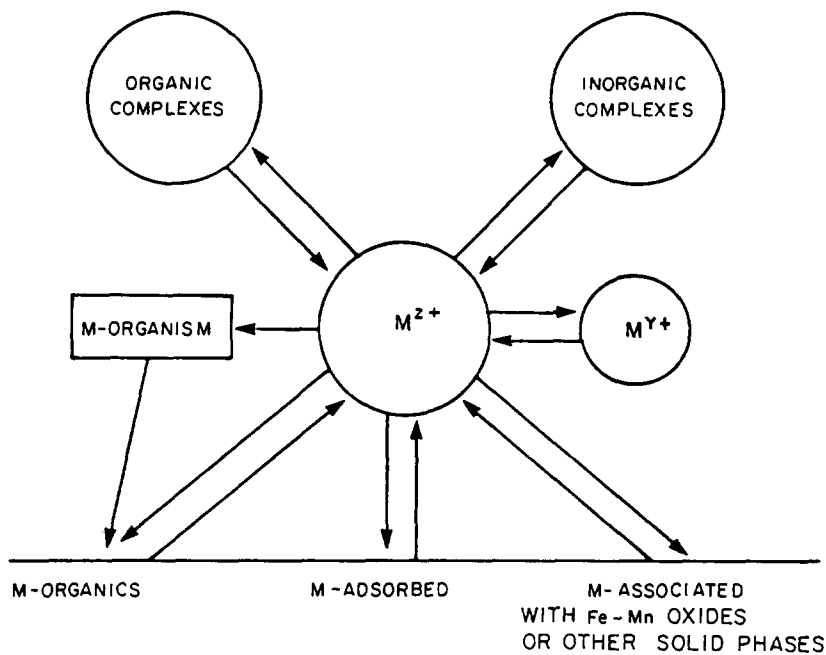 ORGANIC
COMPLEXES
INORGANIC
COMPLEXES
M-ORGANISM
M^Z+
M^Y+
M-ORGANICS
M-ADSORBED
M-ASSOCIATED
WITH Fe-Mn OXIDES
OR OTHER SOLID PHASES